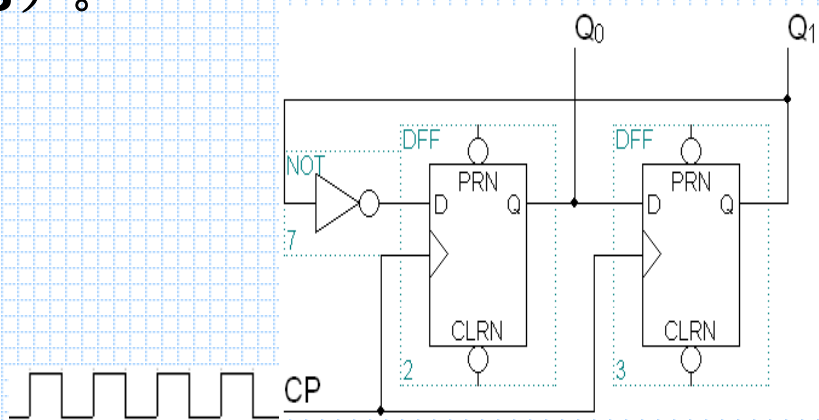 ) 。
Q0 Q1
DFF DFF
NOT
PRN PRN
D Q D Q
7
CLRN CLRN
2 3
CP